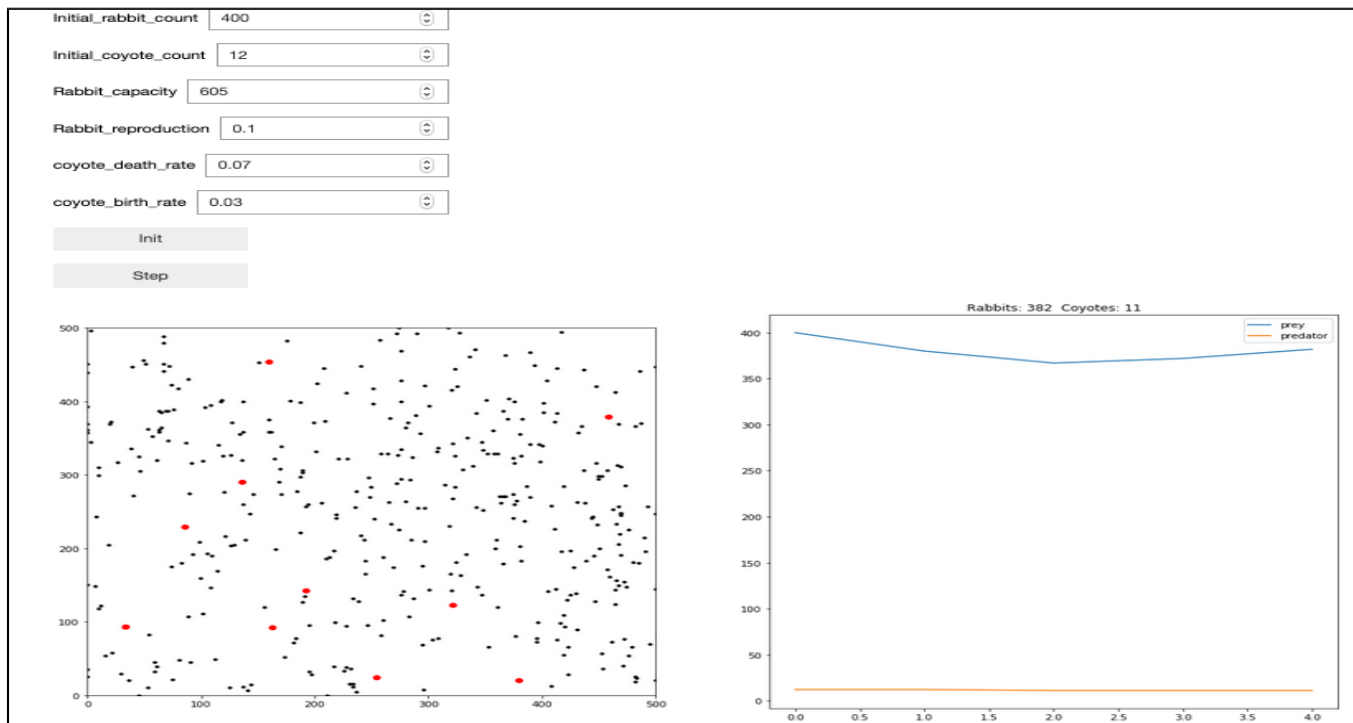 Initial_rabbit_count 400
Initial_coyote_count 12
Rabbit_capacity 605
Rabbit_reproduction 0.1
coyote_death_rate 0.07
coyote_birth_rate 0.03
Init
Step
500
400
300
200
100
0
0 100 200 300 400 500
Rabbits: 382 Coyotes: 11
prey
predator
400
350
300
250
200
150
100
50
0
0.0 0.5 1.0 1.5 2.0 2.5 3.0 3.5 4.0